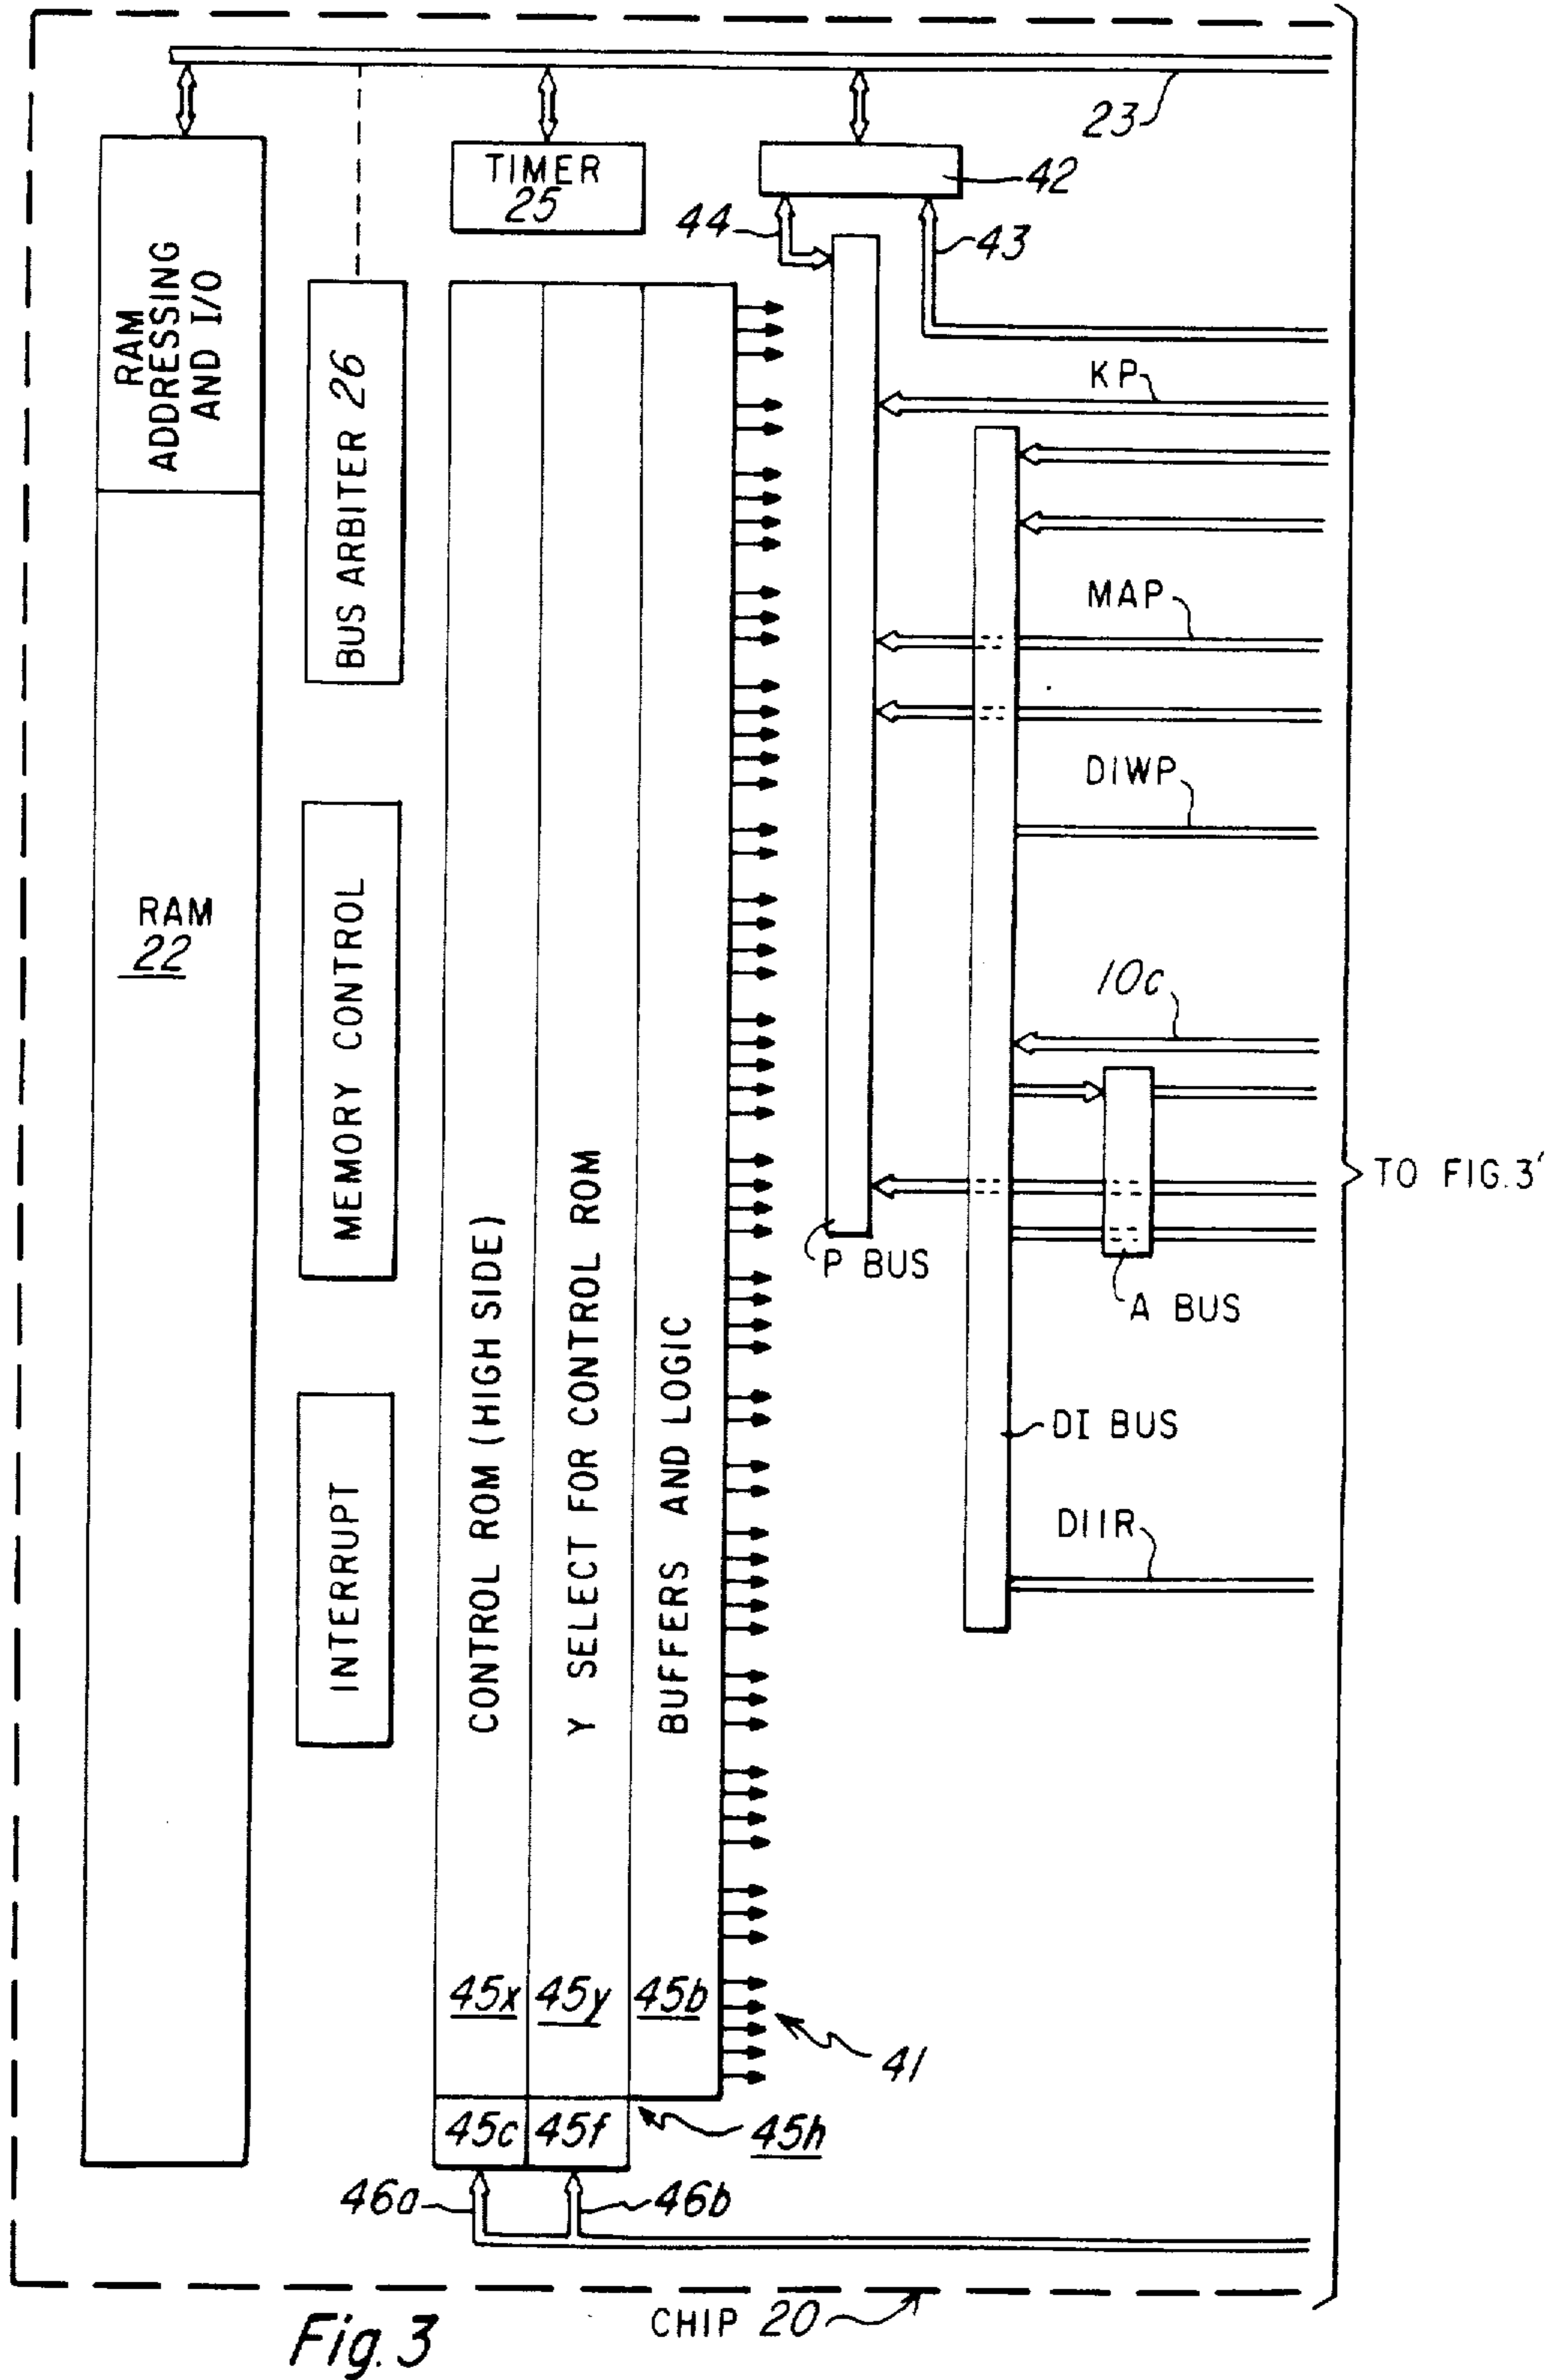 23
RAM
ADDRESSING
AND I/O
TIMER
25
42
44
43
BUS ARBITER 26
KP
MAP
DIWP
RAM
22
MEMORY CONTROL
10c
TO FIG.3'
P BUS
A BUS
CONTROL ROM (HIGH SIDE)
Y SELECT FOR CONTROL ROM
BUFFERS AND LOGIC
DI BUS
INTERRUPT
DIIR
45x
45y
45b
41
45c
45f
45h
46a
46b
CHIP 20
Fig. 3